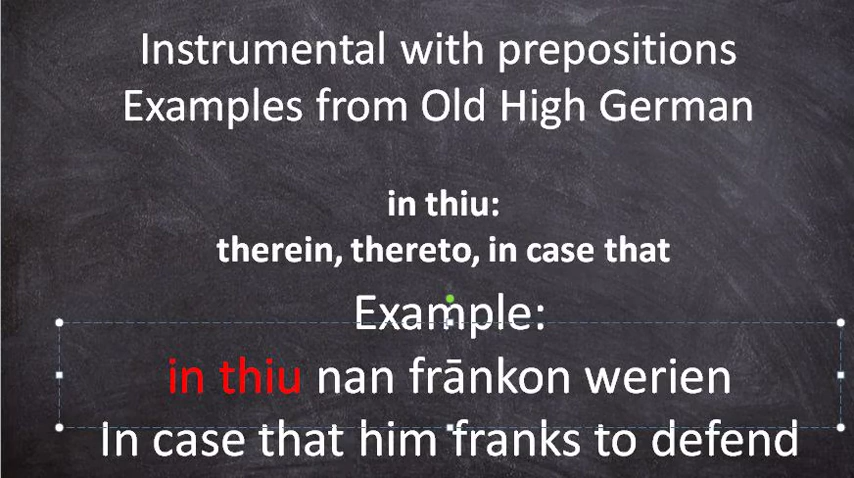 Instrumental with prepositions
Examples from Old High German
in thiu:
therein, thereto, in case that
Example:
in thiu nan frānkon werien
In case that him franks to defend